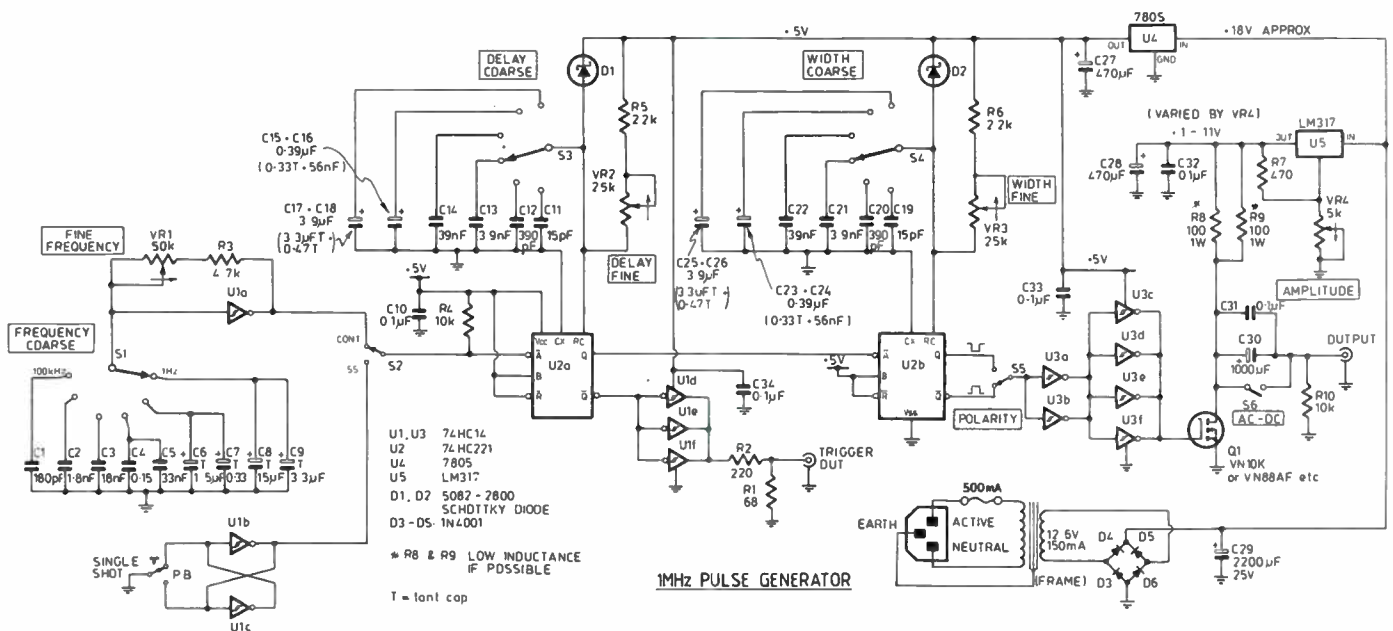 7805
U4
OUT
IN
GND
+5V
+18V APPROX
C27
470µF
DELAY
COARSE
D1
R5
2.2k
WIDTH
COARSE
D2
R6
2.2k
(VARIED BY VR4)
+1 - 11V
LM317
OUT
U5
IN
C28
470µF
C32
0.1µF
R7
470
* R8
100
1W
* R9
100
1W
VR4
5k
AMPLITUDE
C15 + C16
0.39µF
(0.33T + 56nF)
C17 + C18
3.9µF
(3.3µFT +
0.47T)
S3
VR2
25k
C14
39nF
C13
3.9nF
C12
390
pF
C11
15pF
DELAY
FINE
S4
C22
39nF
C21
3.9nF
C20
390
pF
C19
15pF
WIDTH
FINE
VR3
25k
C25 + C26
3.9µF
(3.3µFT +
0.47T)
C23 + C24
0.39µF
(0.33T + 56nF)
FINE
FREQUENCY
VR1
50k
R3
4.7k
U1a
+5V
C10
0.1µF
R4
10k
FREQUENCY
COARSE
S1
100kHz
1Hz
CONT
S2
SS
Vcc
CX
RC
A
B
R
Q
Q
U2a
C1
180pF
C2
1.8nF
C3
18nF
C4
0.15
C5
33nF
C6
T
1.5µF
C7
T
0.33
C8
T
15µF
C9
T
3.3µF
U1d
U1e
U1f
C34
0.1µF
R2
220
R1
68
TRIGGER
OUT
+5V
CX
RC
A
B
R
Q
Q
U2b
Vss
S5
POLARITY
C33
0.1µF
+5V
U3a
U3b
U3c
U3d
U3e
U3f
C31
0.1µF
C30
1000µF
S6
AC-DC
R10
10k
OUTPUT
Q1
VN10K
or VN88AF etc
U1, U3 74HC14
U2 74HC221
U4 7805
U5 LM317
D1, D2 5082-2800
SCHOTTKY DIODE
D3-D5 1N4001
* R8 & R9 LOW INDUCTANCE
IF POSSIBLE
T = tant cap
U1b
SINGLE
SHOT
PB
U1c
1MHz PULSE GENERATOR
500mA
EARTH
ACTIVE
NEUTRAL
(FRAME)
12.6V
150mA
D4
D5
D3
D6
C29
2200µF
25V